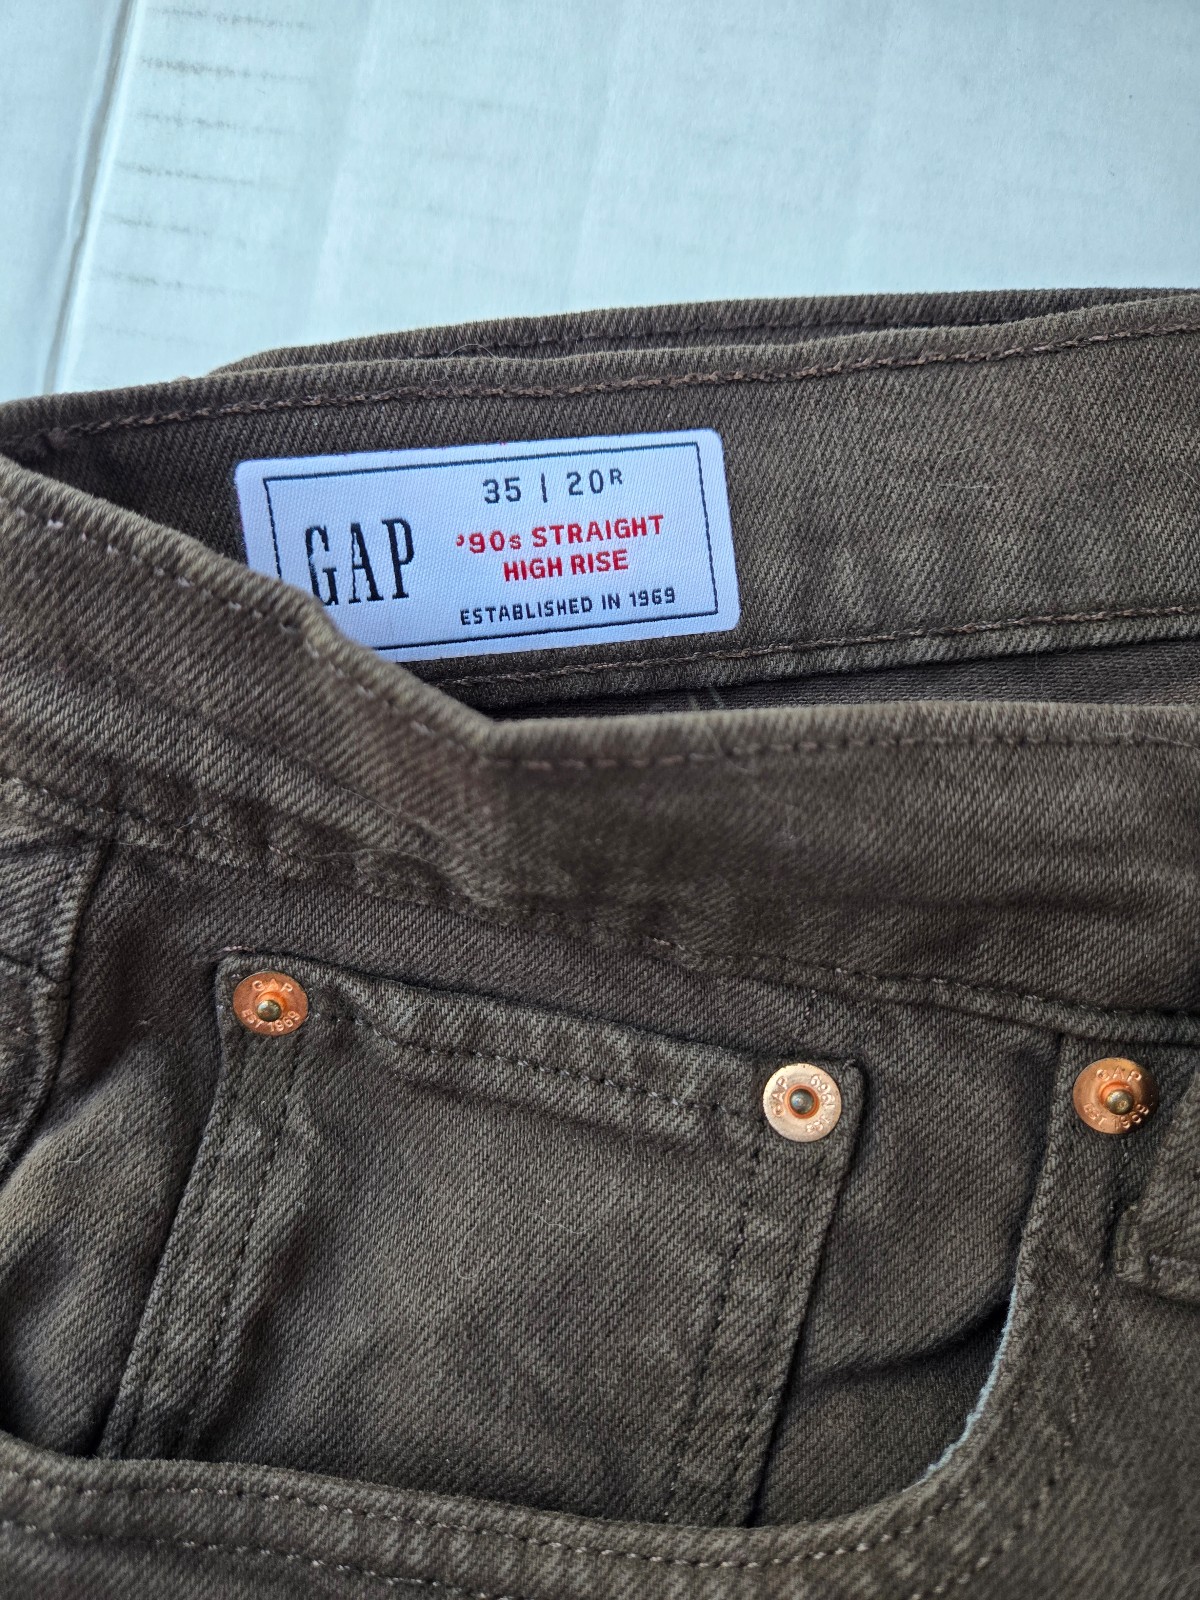 35 | 20R
GAP
'90s STRAIGHT
HIGH RISE
ESTABLISHED IN 1969
GAP
EST 1969
GAP
EST 1969
GAP
EST 1969